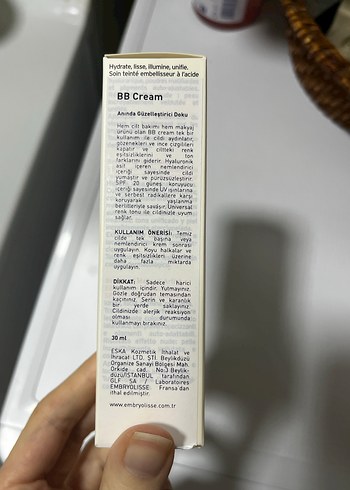 Hydrate, lisse, illumine, unifie.
Soin teinté embellisseur à l'acide
BB Cream
Anında Güzelleştirici Doku
Hem cilt bakımı hem makyaj
ürünü olan BB cream tek bir
kullanım ile cildi aydınlatır,
gözenekleri ve ince çizgileri
kapatır ve ciltteki renk
eşitsizliklerini ve ton
farklarını giderir. Hyaluronik
asit içeren nemlendirici
içeriği sayesinde cildi
yumuşatır ve pürüzsüzleştirir.
SPF 20 güneş koruyucu
içeriği sayesinde UV ışınlarına
ve serbest radikallere karşı
koruyarak yaşlanma
belirtileriyle savaşır. Universal
renk tonu ile cildinize uyum
sağlar.
KULLANIM ÖNERİSİ: Temiz
cilde tek başına veya
nemlendirici krem sonrası
uygulayın. Koyu halkalar ve
renk eşitsizlikleri üzerine
daha fazla miktarda
uygulayın.
DİKKAT: Sadece harici
kullanım içindir. Yutmayınız.
Gözle doğrudan temasından
kaçınınız. Serin ve karanlık
bir yerde saklayınız.
Cildinizde alerjik reaksiyon
olması durumunda
kullanmayı bırakınız.
30 ml
ESKA Kozmetik İthalat ve
İhracat LTD. ŞTİ. Beylikdüzü
Organize Sanayi Bölgesi Mah.
Orkide cad. No:3 Beylik-
düzü/İSTANBUL tarafından
GLF SA / Laboratoires
EMBRYOLISSE Fransa'dan
ithal edilmiştir.
www.embryolisse.com.tr